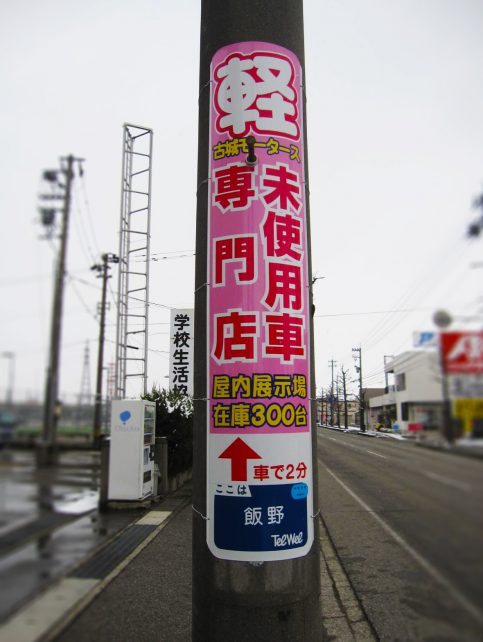 軽
古城モータース
未使用車
専門店
屋内展示場
在庫300台
車で2分
ここは
飯野
TelWel
学校生活